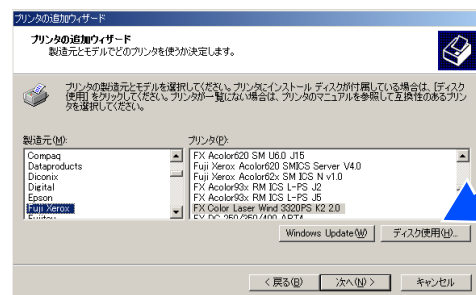 プリンタの追加ウィザード
プリンタの追加ウィザード
製造元とモデルでどのプリンタを使うか決定します。
プリンタの製造元とモデルを選択してください。プリンタにインストール ディスクが付属している場合は、[ディスク
使用] をクリックしてください。プリンタが一覧にない場合は、プリンタのマニュアルを参照して互換性のあるプリン
タを選択してください。
製造元(M):
Compaq
Dataproducts
Diconix
Digital
Epson
Fuji Xerox
Fujitsu
プリンタ(P):
FX Acolor620 SM U6.0 J15
Fuji Xerox Acolor620 SMICS Server V4.0
Fuji Xerox Acolor62x SM ICS N v1.0
FX Acolor93x RM ICS L-PS J2
FX Acolor93x RM ICS L-PS J5
FX Color Laser Wind 3320PS K2 2.0
FX DC 250/350/400 ART4
Windows Update(W)
ディスク使用(H)...
< 戻る(B)
次へ(N) >
キャンセル